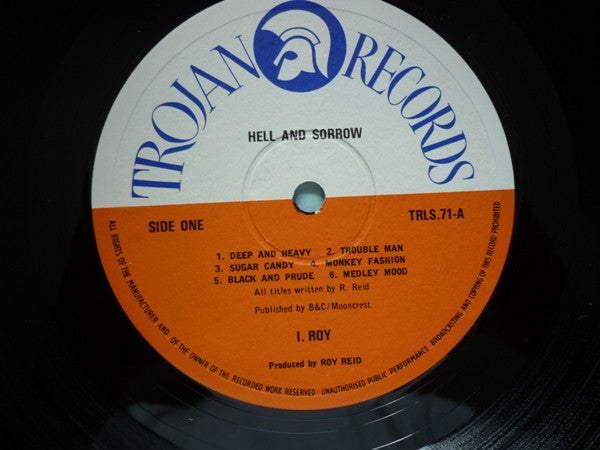 TROJAN RECORDS
HELL AND SORROW
SIDE ONE
TRLS.71-A
1. DEEP AND HEAVY 2. TROUBLE MAN
3. SUGAR CANDY 4. MONKEY FASHION
5. BLACK AND PRUDE 6. MEDLEY MOOD
All titles written by R. Reid
Published by B&C/Mooncrest
I. ROY
Produced by ROY REID
ALL RIGHTS OF THE MANUFACTURER AND OF THE OWNER OF THE RECORDED WORK RESERVED · UNAUTHORISED PUBLIC PERFORMANCE BROADCASTING AND COPYING OF THIS RECORD PROHIBITED